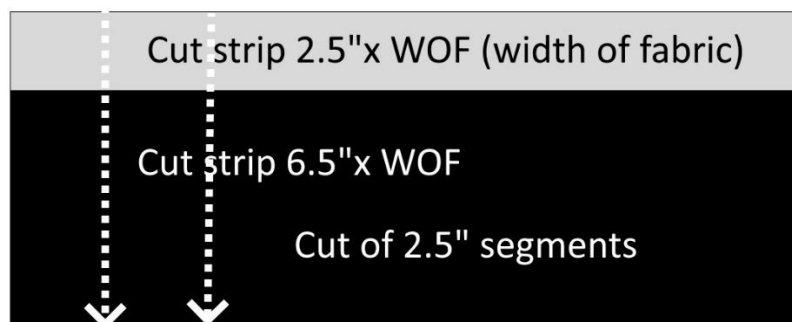 Cut strip 2.5"x WOF (width of fabric)
Cut strip 6.5"x WOF
Cut of 2.5" segments